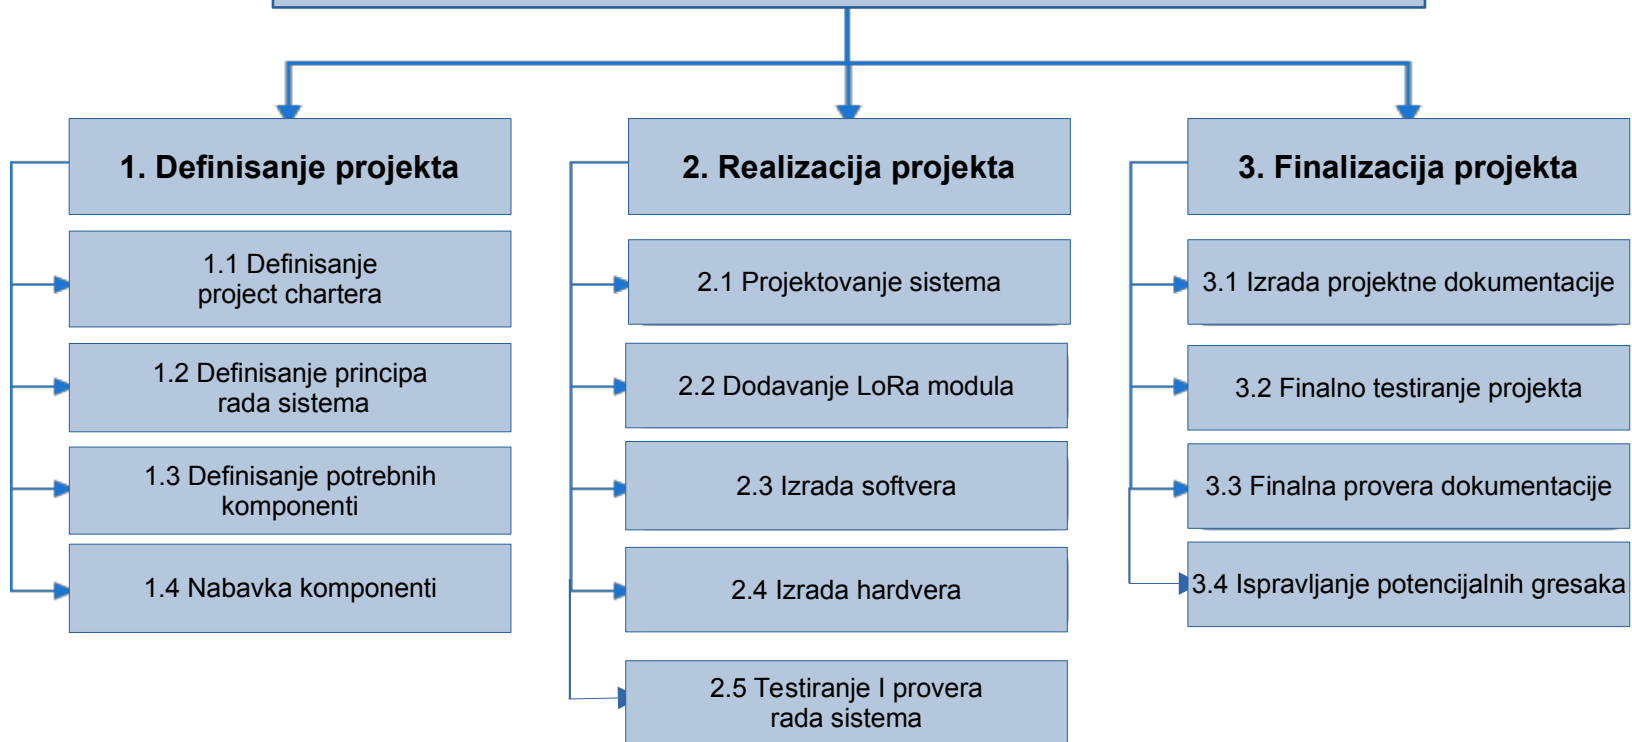 1. Definisanje projekta
1.1 Definisanje
project chartera
1.2 Definisanje principa
rada sistema
1.3 Definisanje potrebnih
komponenti
1.4 Nabavka komponenti
2. Realizacija projekta
2.1 Projektovanje sistema
2.2 Dodavanje LoRa modula
2.3 Izrada softvera
2.4 Izrada hardvera
2.5 Testiranje I provera
rada sistema
3. Finalizacija projekta
3.1 Izrada projektne dokumentacije
3.2 Finalno testiranje projekta
3.3 Finalna provera dokumentacije
3.4 Ispravljanje potencijalnih gresaka